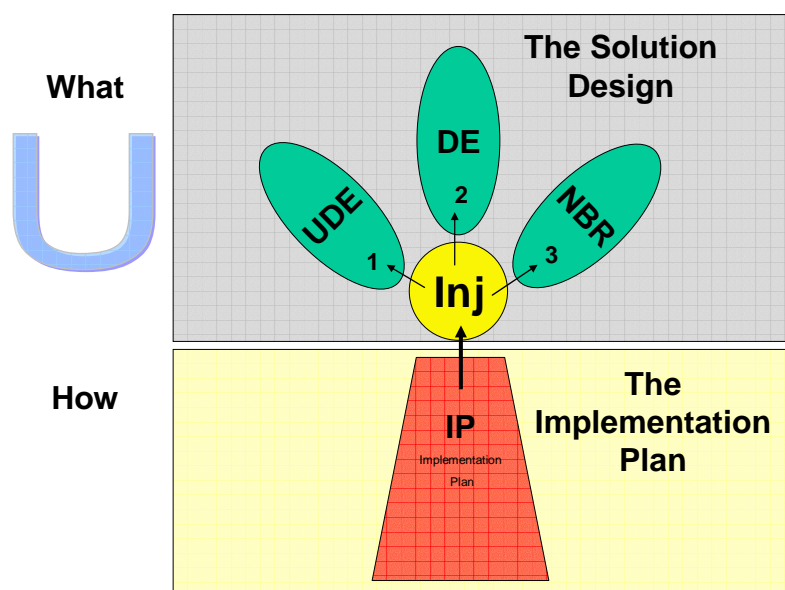 The Solution
Design
What
DE
2
UDE
NBR
1
3
Inj
How
The
Implementation
Plan
IP
Implementation
Plan
U